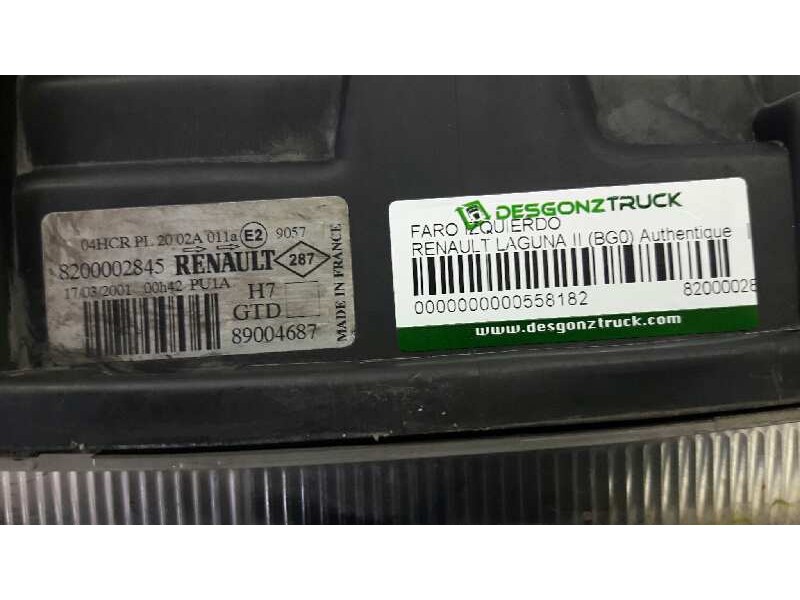 04HCR PL 20 02A 011a E2 9057
8200002845 RENAULT 287
17/03/2001 00h42 PU1A H7
GTD
89004687
MADE IN FRANCE
DESGONZTRUCK
FARO IZQUIERDO
RENAULT LAGUNA II (BG0) Authentique
0000000000558182 82000028
www.desgonztruck.com